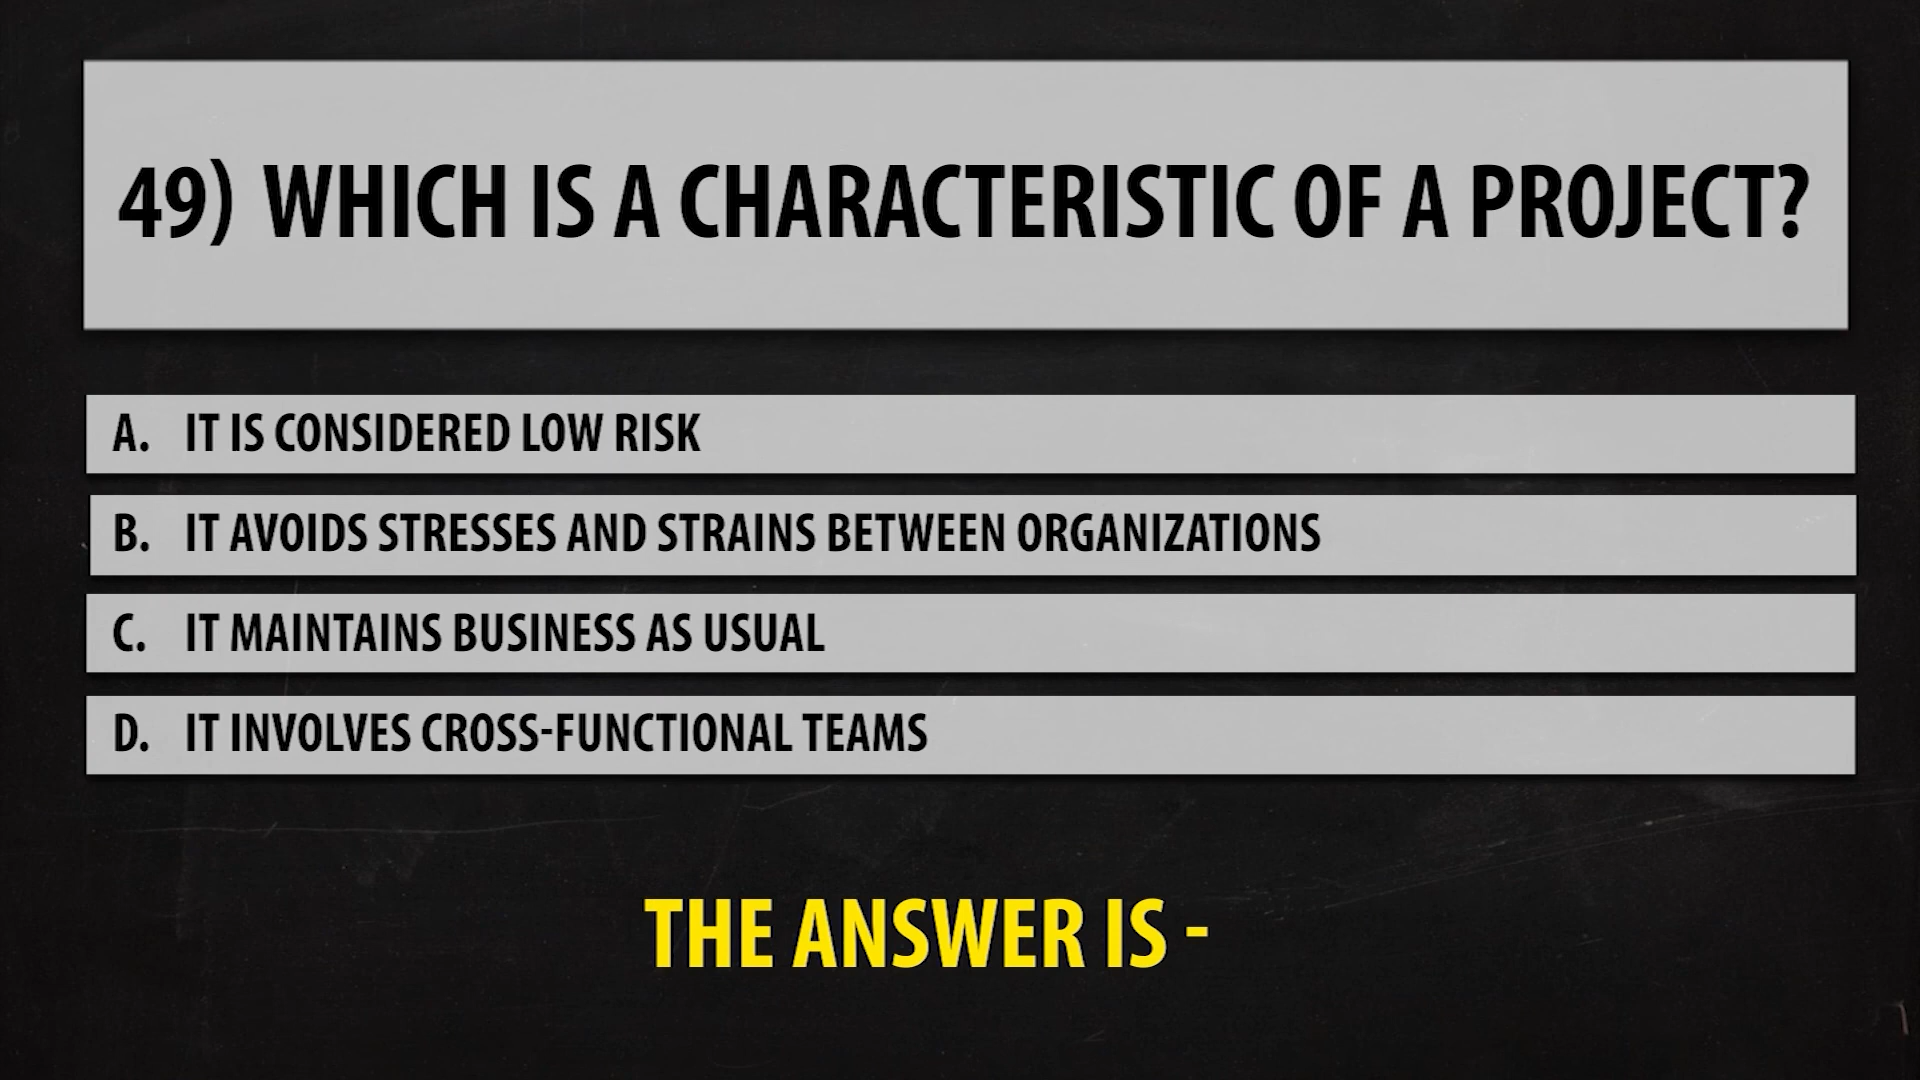 49) WHICH IS A CHARACTERISTIC OF A PROJECT?
A. IT IS CONSIDERED LOW RISK
B. IT AVOIDS STRESSES AND STRAINS BETWEEN ORGANIZATIONS
C. IT MAINTAINS BUSINESS AS USUAL
D. IT INVOLVES CROSS-FUNCTIONAL TEAMS
THE ANSWER IS -